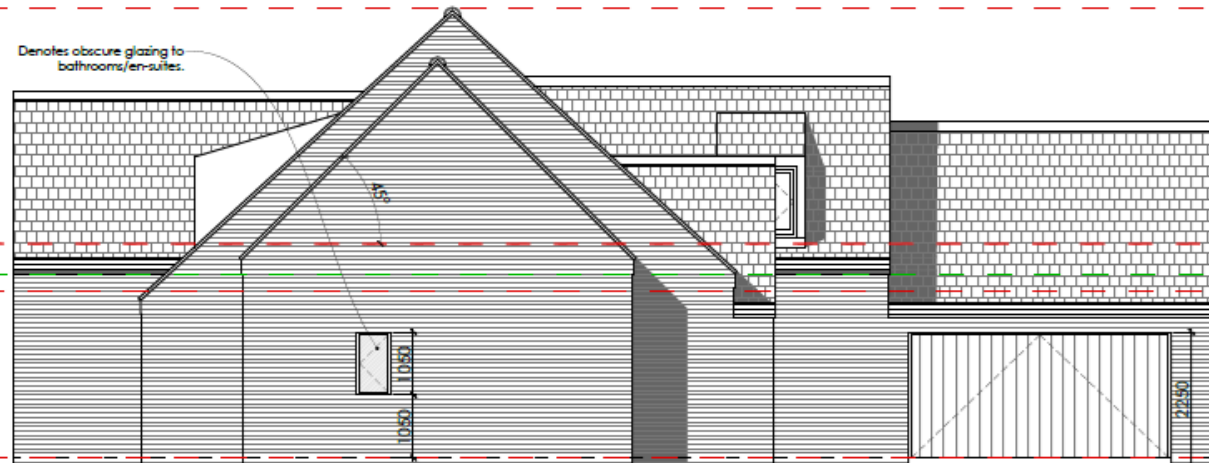 Denotes obscure glazing to
bathrooms/en-suites.
45°
1050
1050
2250